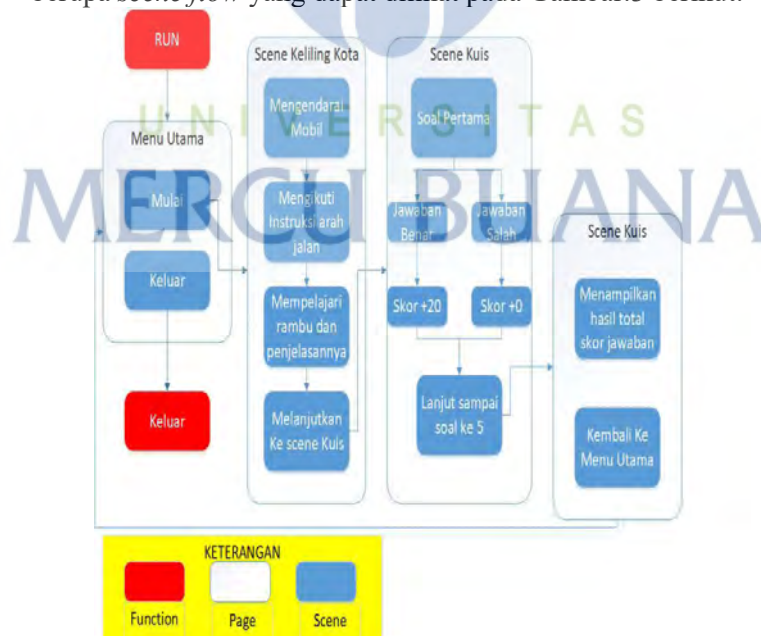 berupa scene flow yang dapat dilihat pada Gambar.3 berikut:
RUN
Menu Utama
Mulai
Keluar
Keluar
Scene Keliling Kota
Mengendarai
Mobil
Mengikuti
Instruksi arah
jalan
Mempelajari
rambu dan
penjelasannya
Melanjutkan
Ke scene Kuis
Scene Kuis
Soal Pertama
Jawaban
Benar
Jawaban
Salah
Skor +20
Skor +0
Lanjut sampai
soal ke 5
Scene Kuis
Menampilkan
hasil total
skor jawaban
Kembali Ke
Menu Utama
UNIVERSITAS
MERCU BUANA
KETERANGAN
Function
Page
Scene